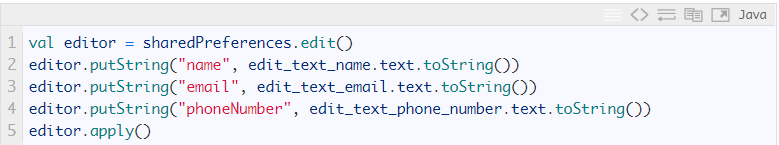 Java
1 val editor = sharedPreferences.edit()
2 editor.putString("name", edit_text_name.text.toString())
3 editor.putString("email", edit_text_email.text.toString())
4 editor.putString("phoneNumber", edit_text_phone_number.text.toString())
5 editor.apply()